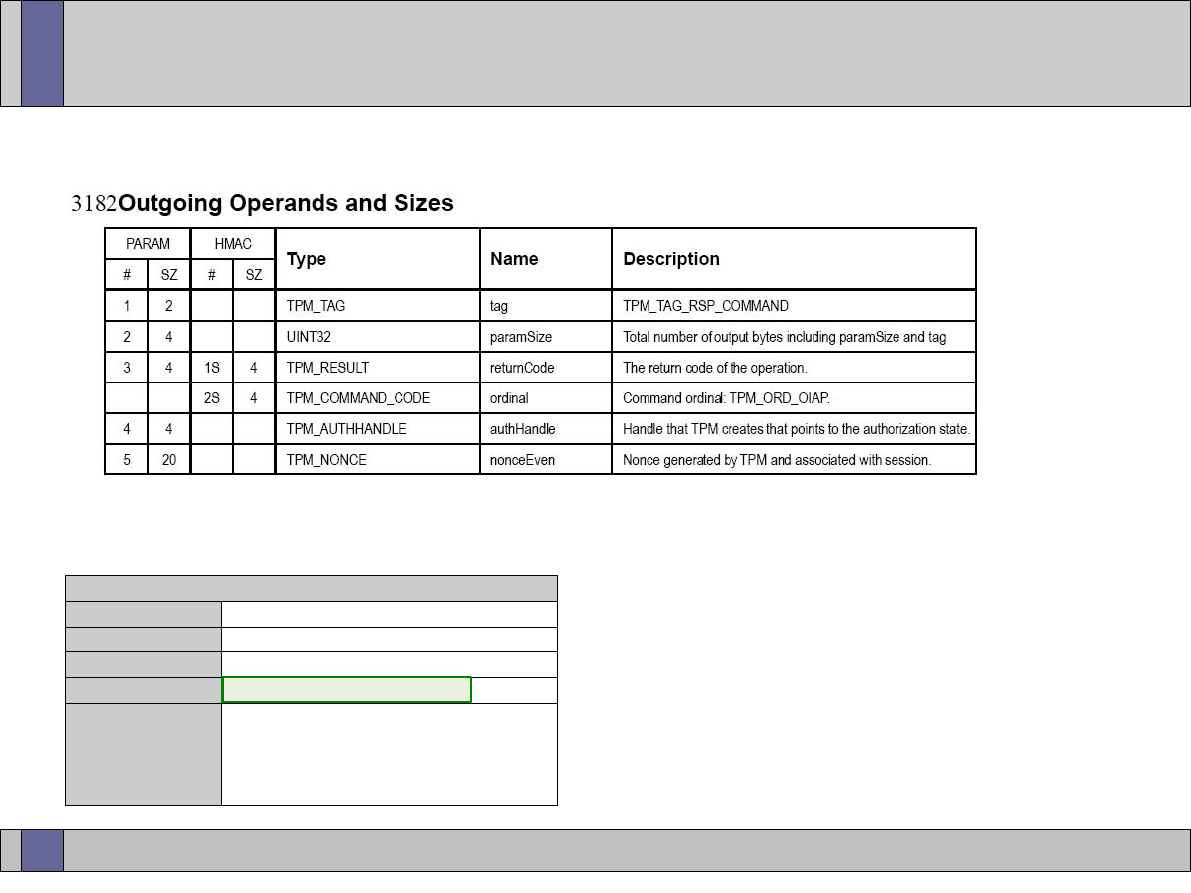 3182Outgoing Operands and Sizes
PARAM HMAC Type Name Description
# SZ # SZ
1 2 TPM_TAG tag TPM_TAG_RSP_COMMAND
2 4 UINT32 paramSize Total number of output bytes including paramSize and tag
3 4 1S 4 TPM_RESULT returnCode The return code of the operation.
2S 4 TPM_COMMAND_CODE ordinal Command ordinal: TPM_ORD_OIAP.
4 4 TPM_AUTHHANDLE authHandle Handle that TPM creates that points to the authorization state.
5 20 TPM_NONCE nonceEven Nonce generated by TPM and associated with session.